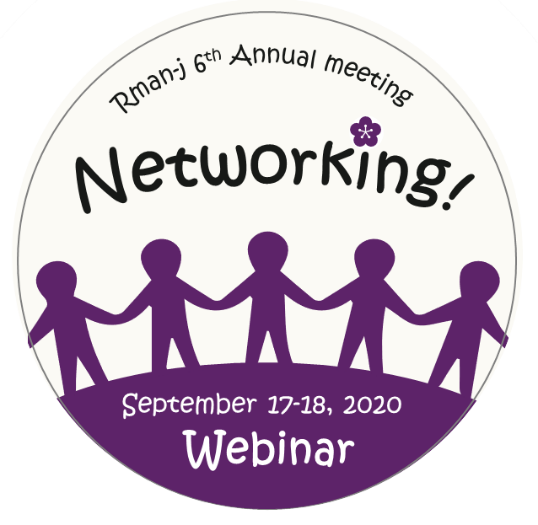 Rman-j 6th Annual meeting
Networking!
September 17-18, 2020
Webinar